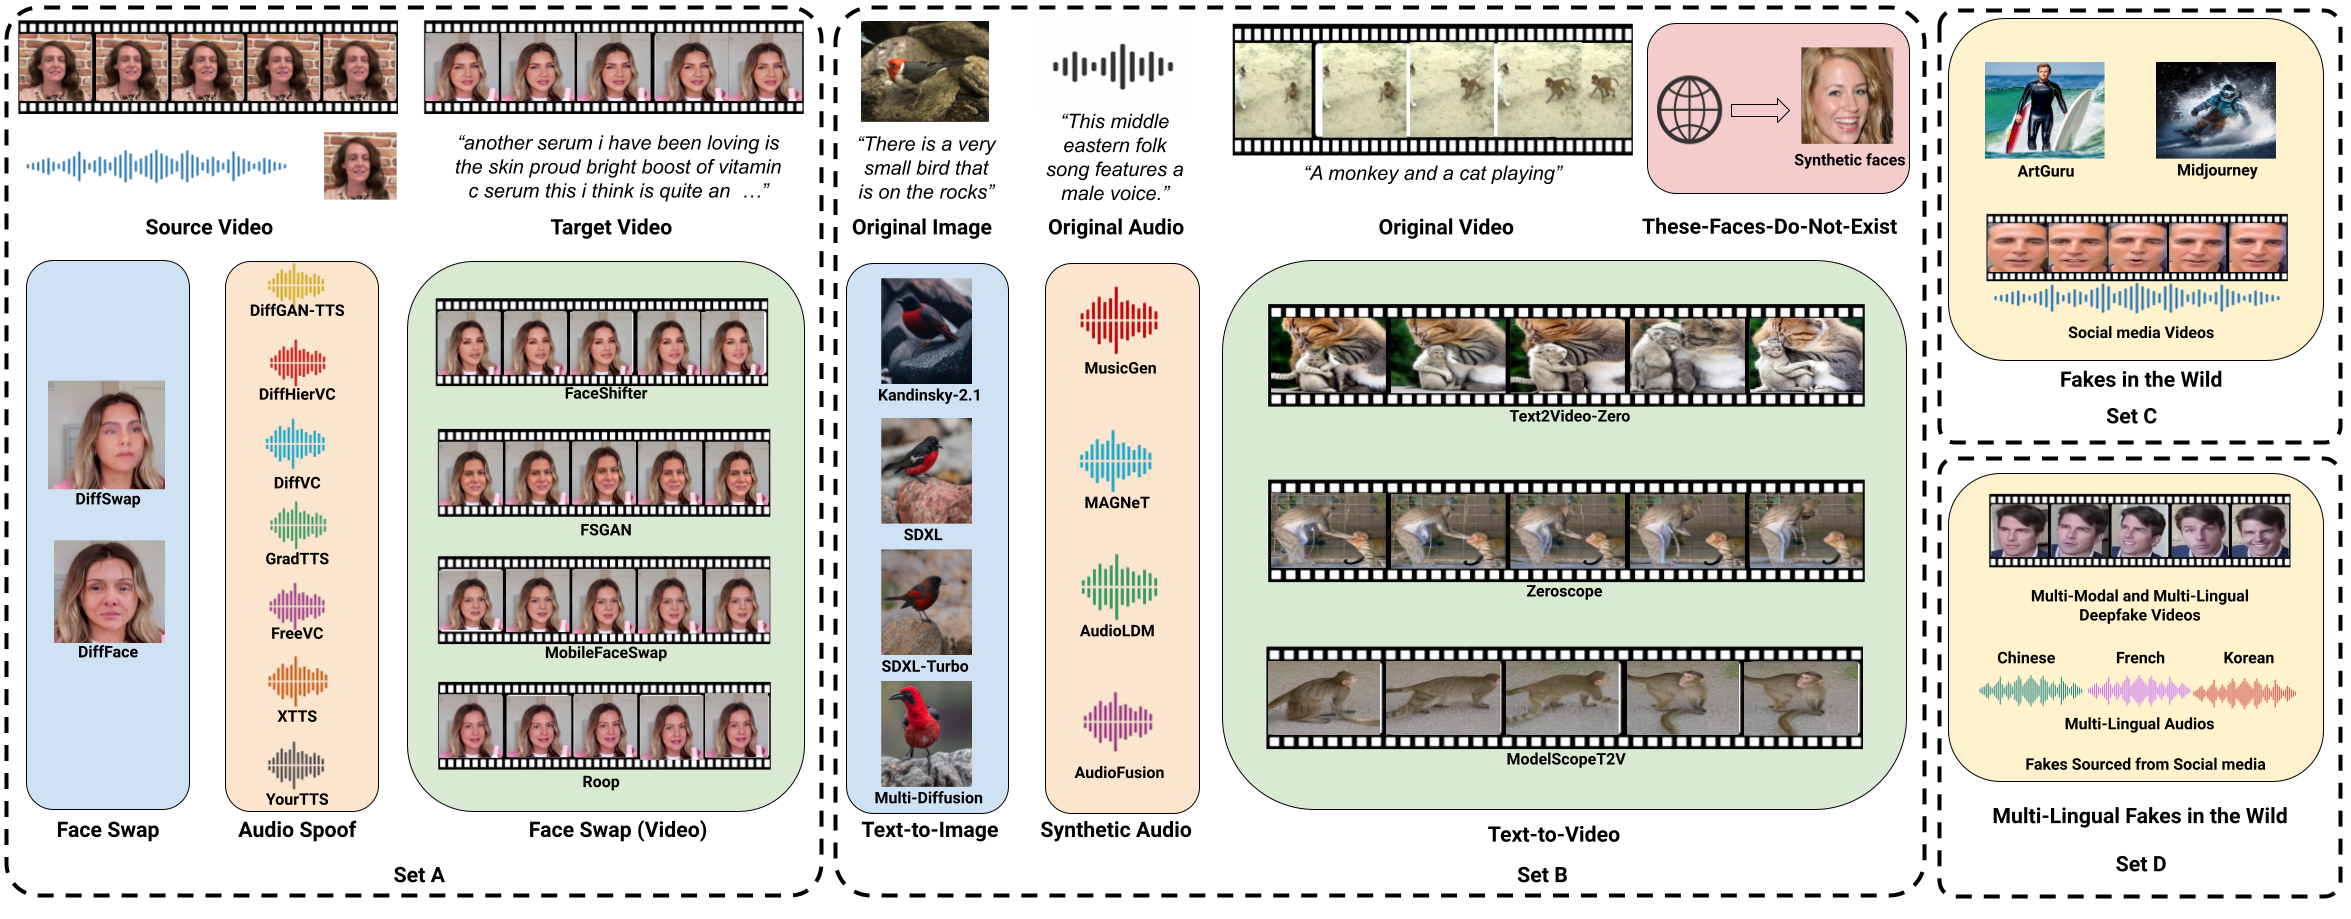 “another serum i have been loving is
the skin proud bright boost of vitamin
c serum this i think is quite an …”
Source Video
Target Video
DiffSwap
DiffFace
Face Swap
DiffGAN-TTS
DiffHierVC
DiffVC
GradTTS
FreeVC
XTTS
YourTTS
Audio Spoof
FaceShifter
FSGAN
MobileFaceSwap
Roop
Face Swap (Video)
Set A
“There is a very
small bird that
is on the rocks”
Original Image
“This middle
eastern folk
song features a
male voice.”
Original Audio
“A monkey and a cat playing”
Original Video
Synthetic faces
These-Faces-Do-Not-Exist
Kandinsky-2.1
SDXL
SDXL-Turbo
Multi-Diffusion
Text-to-Image
MusicGen
MAGNeT
AudioLDM
AudioFusion
Synthetic Audio
Text2Video-Zero
Zeroscope
ModelScopeT2V
Text-to-Video
Set B
ArtGuru
Midjourney
Social media Videos
Fakes in the Wild
Set C
Multi-Modal and Multi-Lingual
Deepfake Videos
Chinese
French
Korean
Multi-Lingual Audios
Fakes Sourced from Social media
Multi-Lingual Fakes in the Wild
Set D